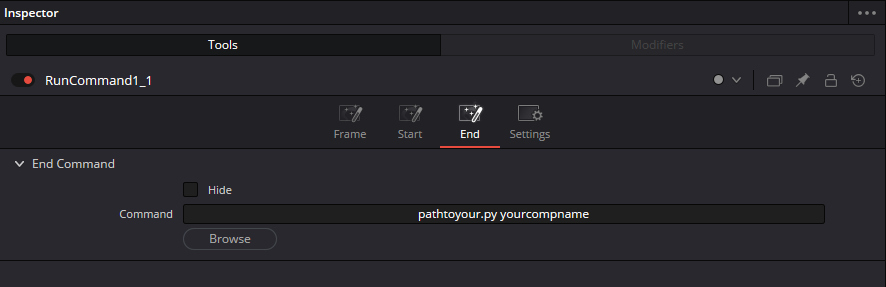 Inspector
Tools
Modifiers
RunCommand1_1
Frame
Start
End
Settings
End Command
Hide
Command
pathtoyour.py yourcompname
Browse